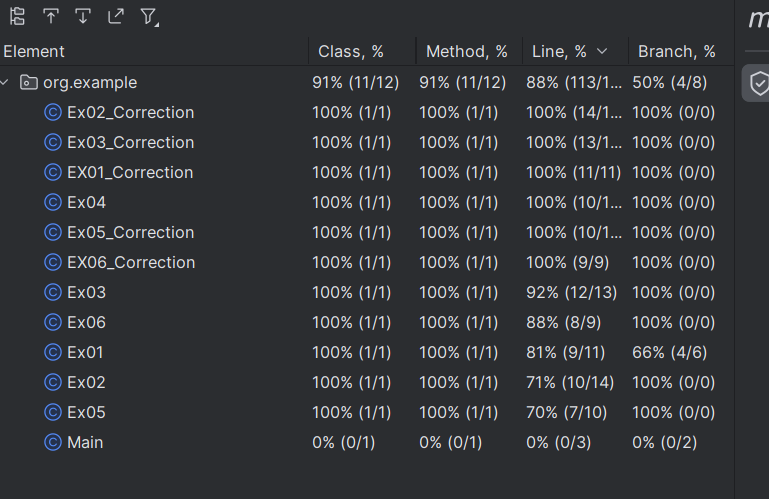 Element Class, % Method, % Line, % Branch, %
org.example 91% (11/12) 91% (11/12) 88% (113/1... 50% (4/8)
Ex02_Correction 100% (1/1) 100% (1/1) 100% (14/1... 100% (0/0)
Ex03_Correction 100% (1/1) 100% (1/1) 100% (13/1... 100% (0/0)
EX01_Correction 100% (1/1) 100% (1/1) 100% (11/11) 100% (0/0)
Ex04 100% (1/1) 100% (1/1) 100% (10/1... 100% (0/0)
Ex05_Correction 100% (1/1) 100% (1/1) 100% (10/1... 100% (0/0)
EX06_Correction 100% (1/1) 100% (1/1) 100% (9/9) 100% (0/0)
Ex03 100% (1/1) 100% (1/1) 92% (12/13) 100% (0/0)
Ex06 100% (1/1) 100% (1/1) 88% (8/9) 100% (0/0)
Ex01 100% (1/1) 100% (1/1) 81% (9/11) 66% (4/6)
Ex02 100% (1/1) 100% (1/1) 71% (10/14) 100% (0/0)
Ex05 100% (1/1) 100% (1/1) 70% (7/10) 100% (0/0)
Main 0% (0/1) 0% (0/1) 0% (0/3) 0% (0/2)